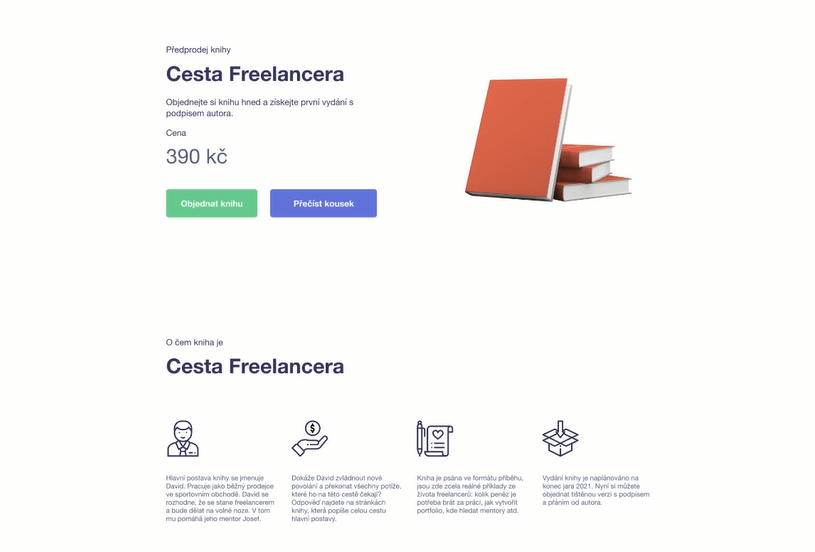 Předprodej knihy
Cesta Freelancera
Objednejte si knihu hned a získejte první vydání s
podpisem autora.
Cena
390 kč
Objednat knihu
Přečíst kousek
O čem kniha je
Cesta Freelancera
Hlavní postava knihy se jmenuje
David. Pracuje jako běžný prodejce
ve sportovním obchodě. David se
rozhodne, že se stane freelancerem
a bude dělat na volné noze. V tom
mu pomáhá jeho mentor Josef.
Dokáže David zvládnout nové
povolání a překonat všechny potíže,
které ho na této cestě čekají?
Odpověď najdete na stránkách
knihy, která popíše celou cestu
hlavní postavy.
Kniha je psána ve formátu příběhu,
jsou zde zcela reálné příklady ze
života freelancerů: kolik peněz je
potřeba brát za práci, jak vytvořit
portfolio, kde hledat mentory atd.
Vydání knihy je naplánováno na
konec jara 2021. Nyní si můžete
objednat tištěnou verzi s podpisem
a přáním od autora.